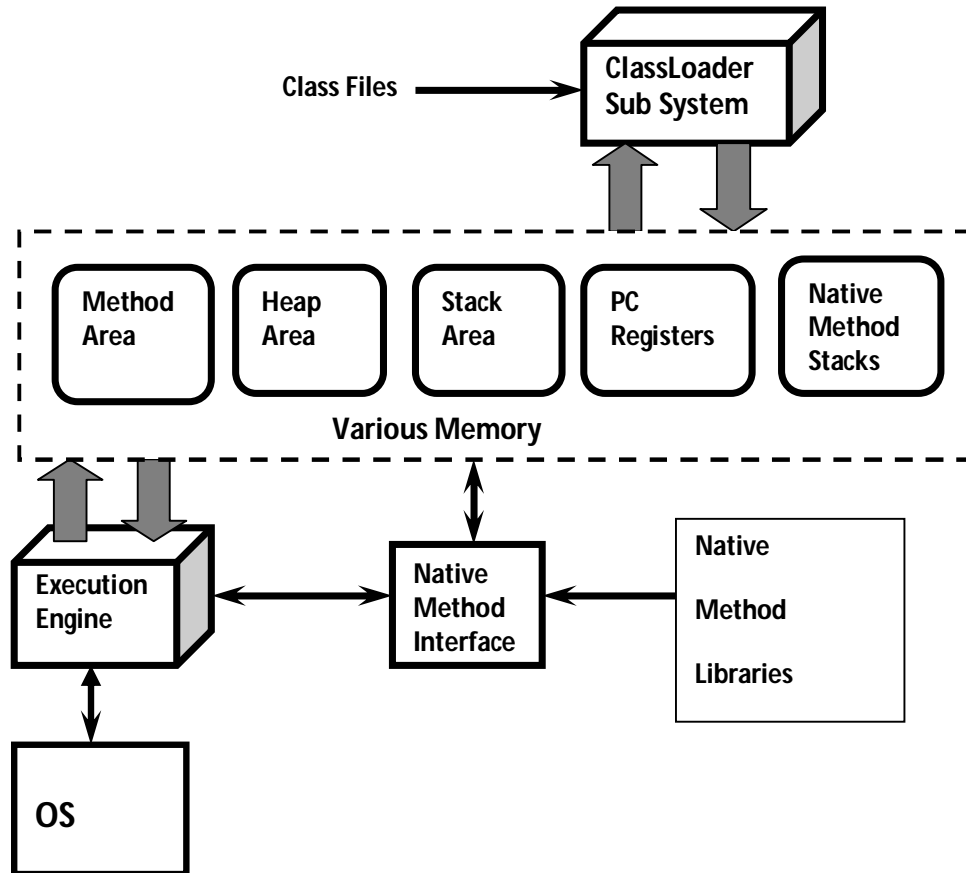 Class Files
ClassLoader
Sub System
Method
Area
Heap
Area
Stack
Area
PC
Registers
Native
Method
Stacks
Various Memory
Execution
Engine
Native
Method
Interface
Native
Method
Libraries
OS